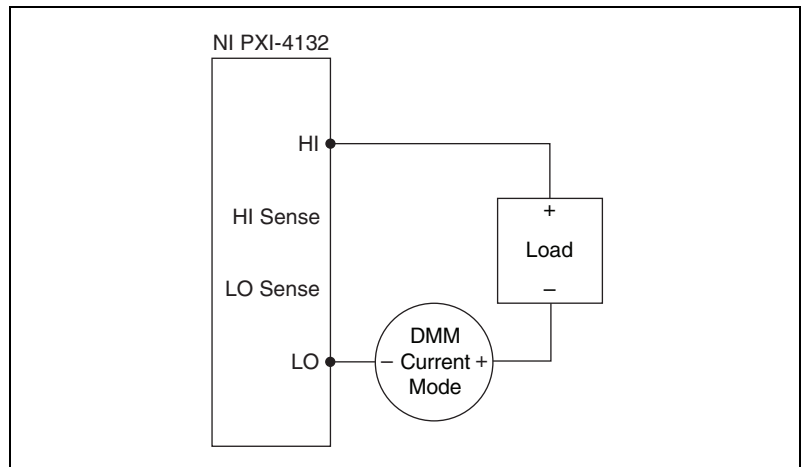 NI PXI-4132
HI
HI Sense
LO Sense
LO
+
Load
–
DMM
– Current +
Mode